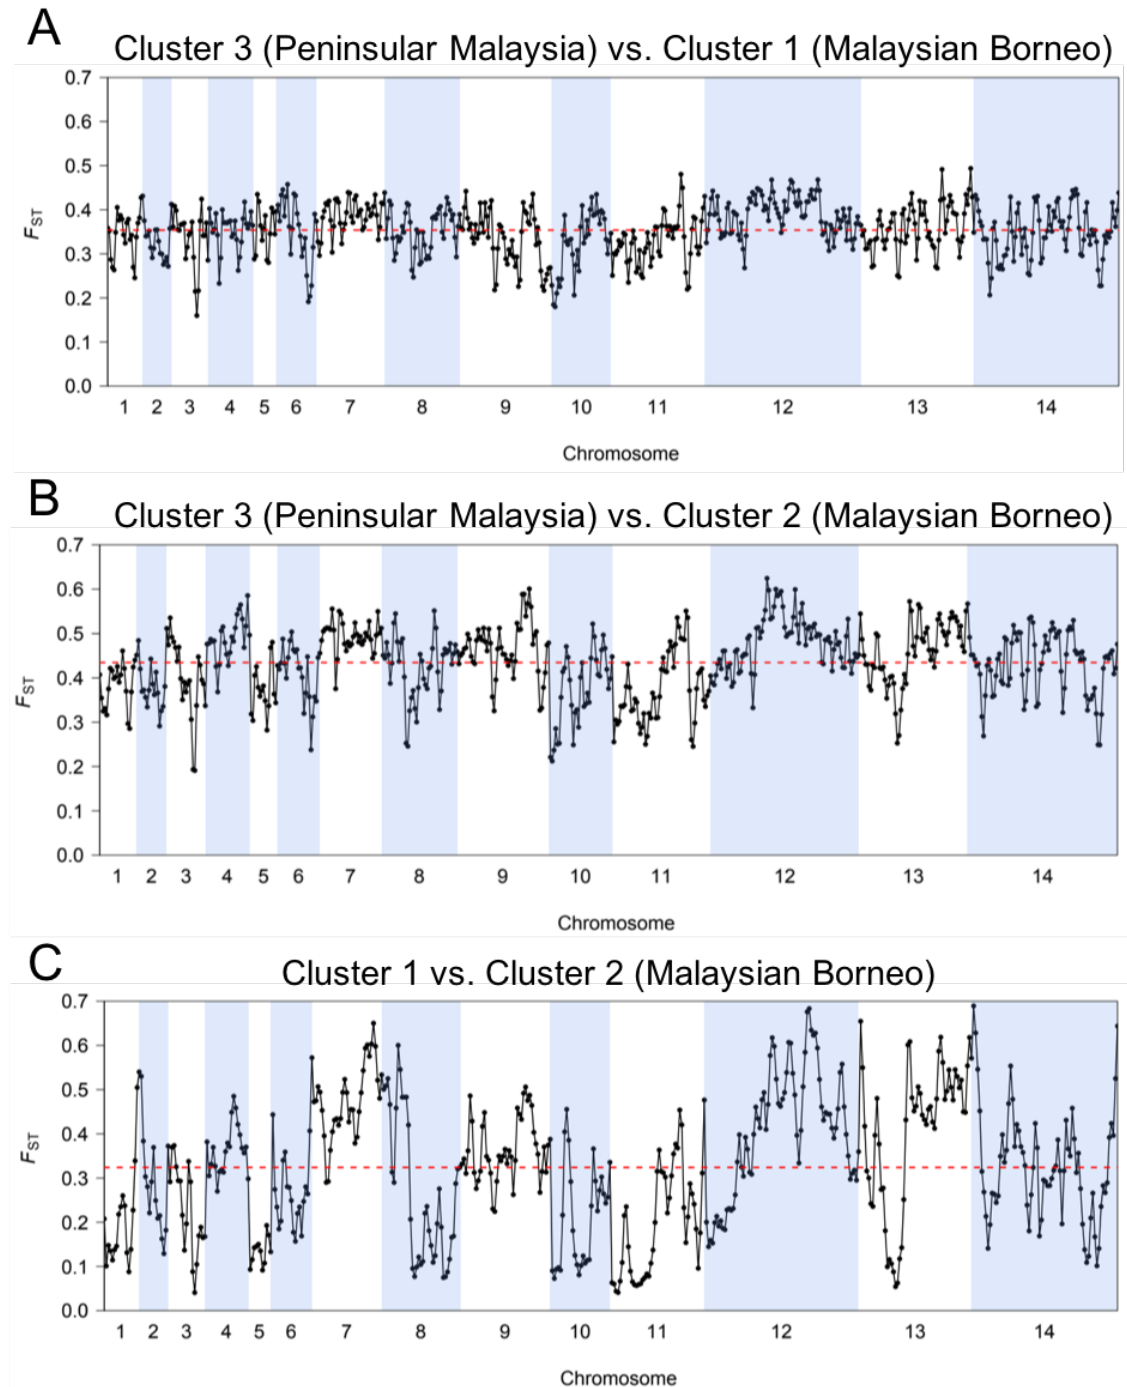 A
Cluster 3 (Peninsular Malaysia) vs. Cluster 1 (Malaysian Borneo)
0.7
0.6
0.5
0.4
0.3
0.2
0.1
0.0
FST
1 2 3 4 5 6 7 8 9 10 11 12 13 14
Chromosome
B
Cluster 3 (Peninsular Malaysia) vs. Cluster 2 (Malaysian Borneo)
0.7
0.6
0.5
0.4
0.3
0.2
0.1
0.0
FST
1 2 3 4 5 6 7 8 9 10 11 12 13 14
Chromosome
C
Cluster 1 vs. Cluster 2 (Malaysian Borneo)
0.7
0.6
0.5
0.4
0.3
0.2
0.1
0.0
FST
1 2 3 4 5 6 7 8 9 10 11 12 13 14
Chromosome